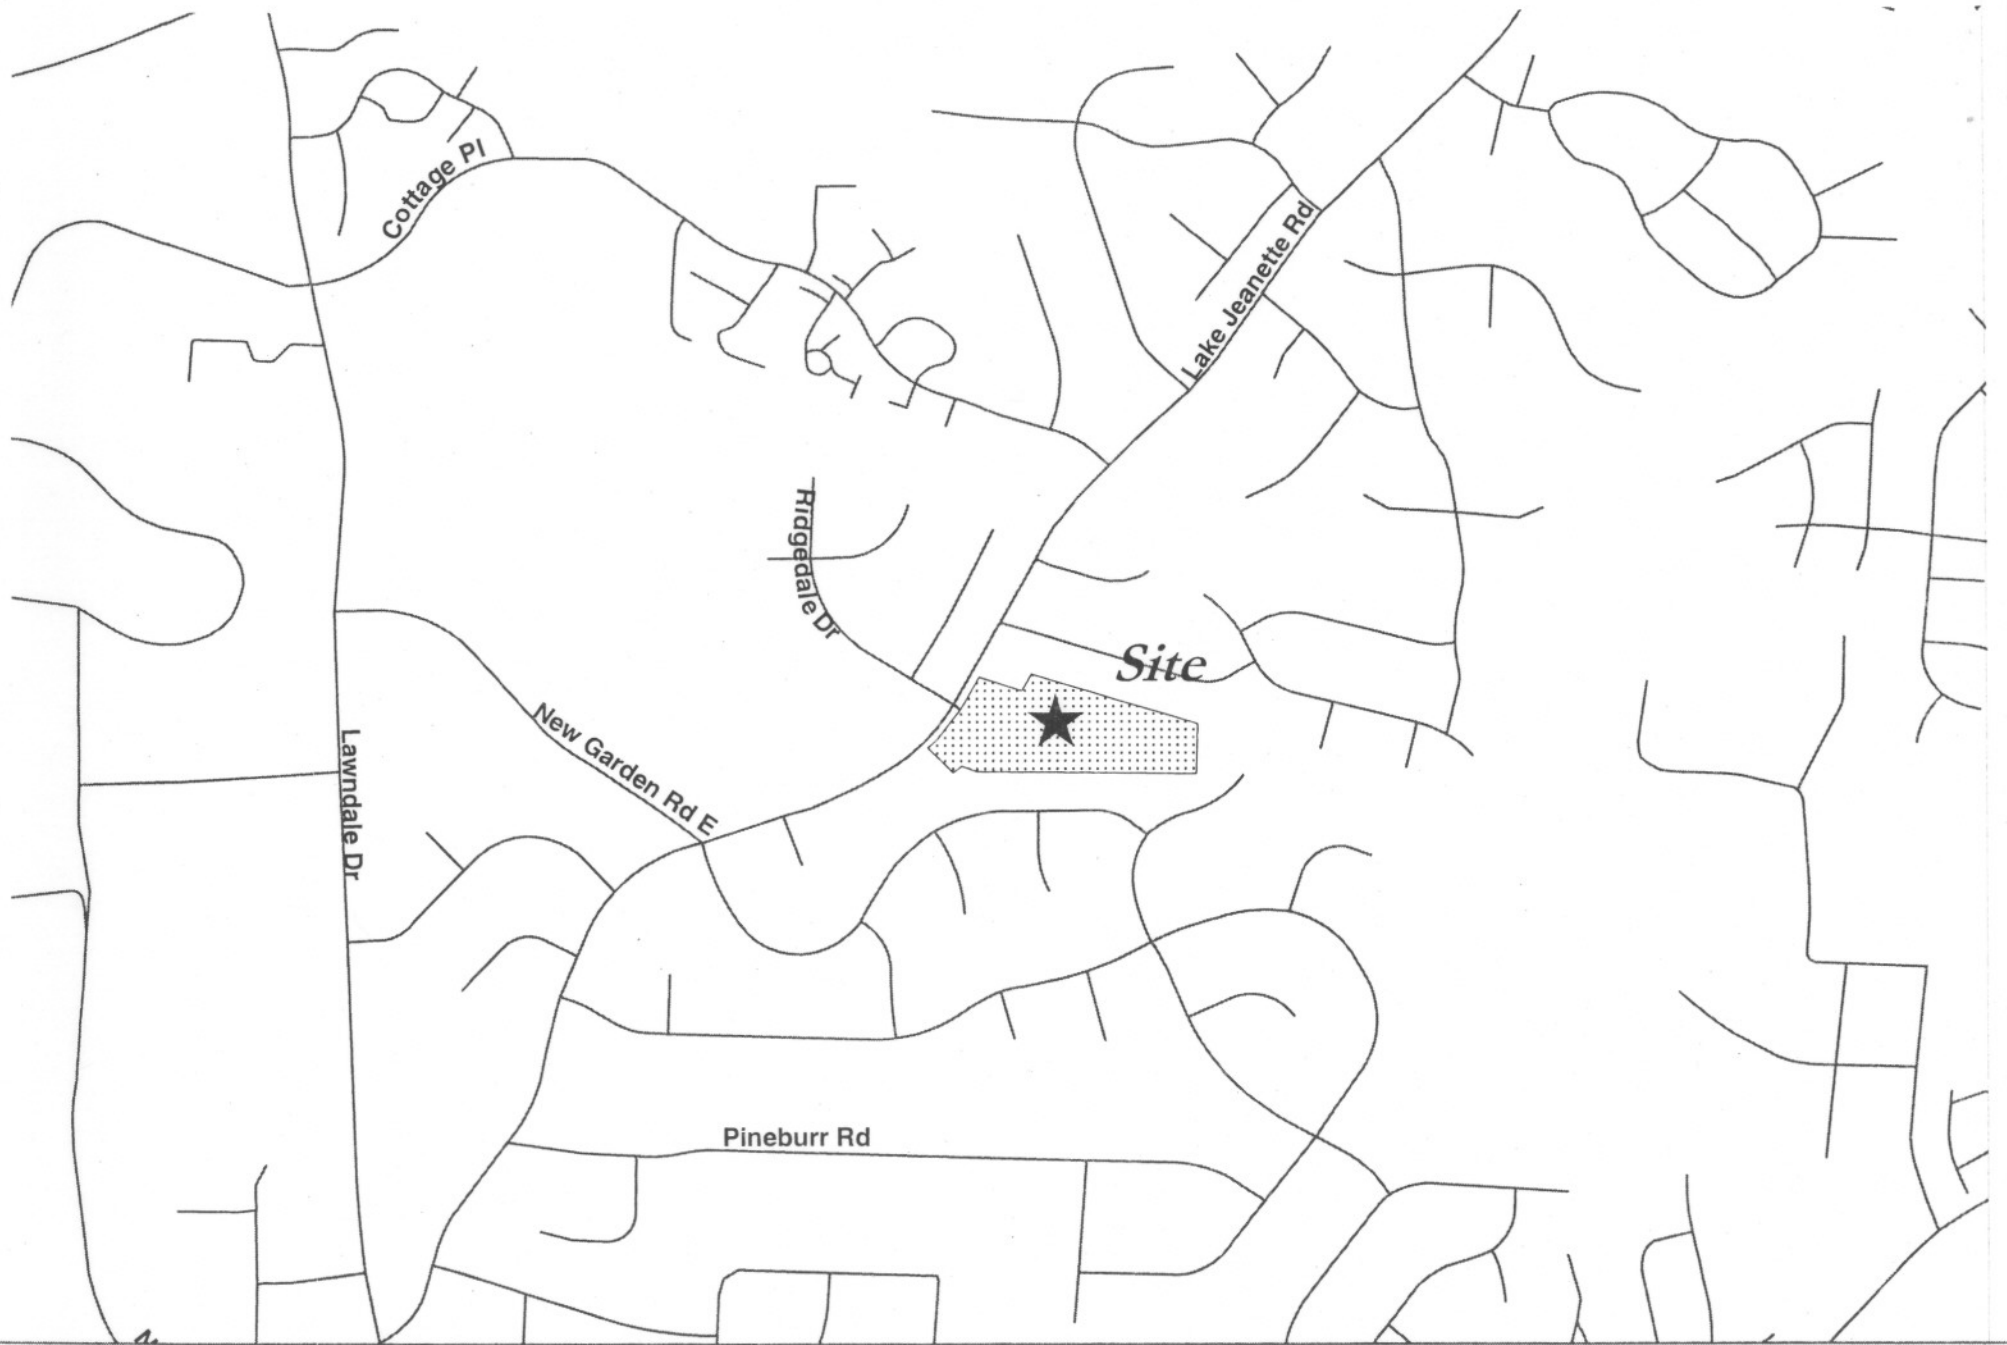 Cottage Pl
Lake Jeanette Rd
Ridgedale Dr
Site
New Garden Rd E
Lawndale Dr
Pineburr Rd